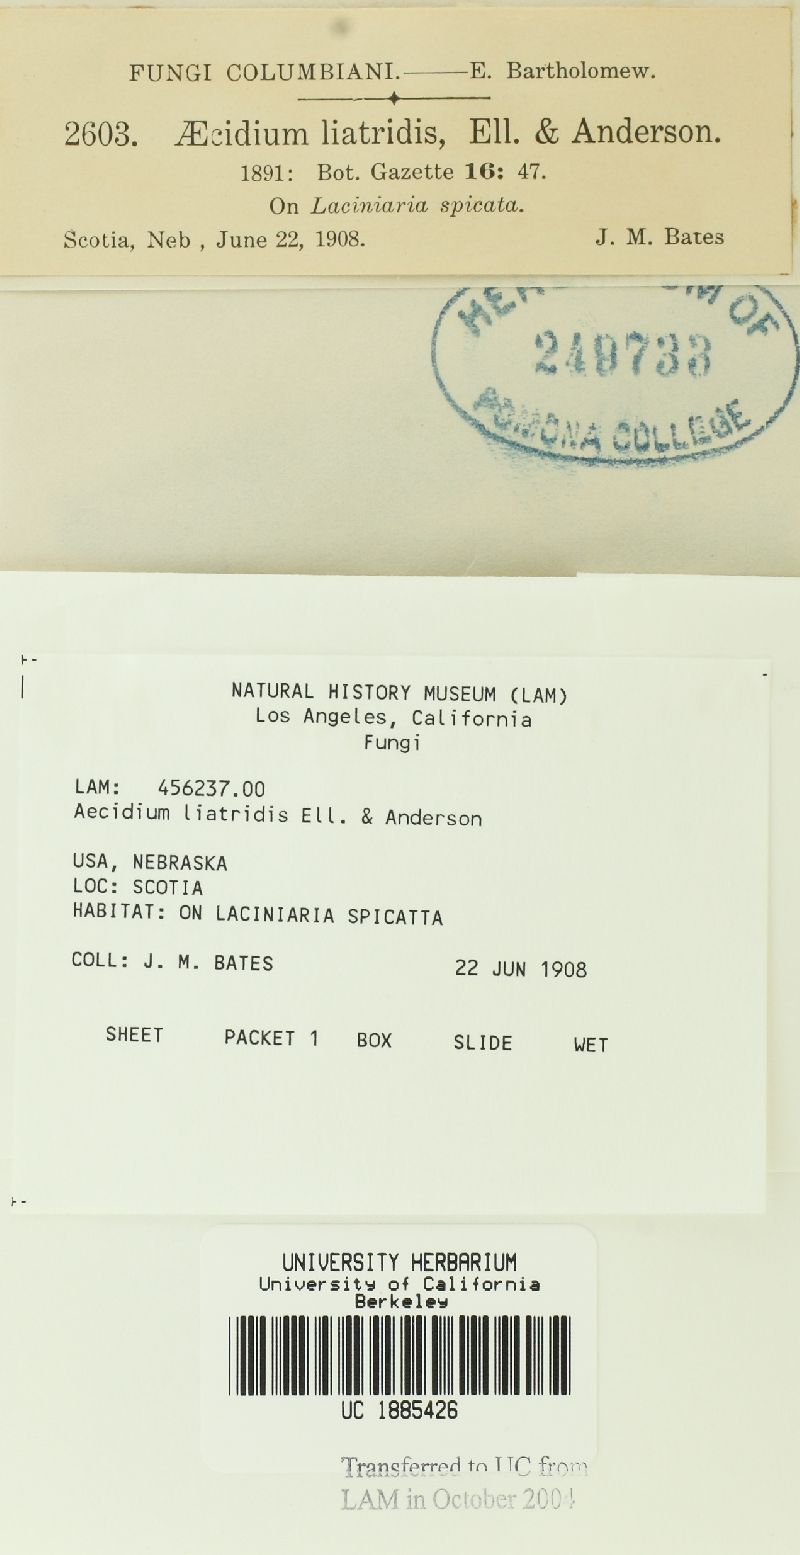 FUNGI COLUMBIANI.——E. Bartholomew.
2603. Æcidium liatridis, Ell. & Anderson.
1891: Bot. Gazette 16: 47.
On Laciniaria spicata.
Scotia, Neb , June 22, 1908. J. M. Bates
HERBARIUM OF
249733
POMONA COLLEGE
NATURAL HISTORY MUSEUM (LAM)
Los Angeles, California
Fungi
LAM: 456237.00
Aecidium liatridis Ell. & Anderson
USA, NEBRASKA
LOC: SCOTIA
HABITAT: ON LACINIARIA SPICATTA
COLL: J. M. BATES 22 JUN 1908
SHEET PACKET 1 BOX SLIDE WET
UNIVERSITY HERBARIUM
University of California
Berkeley
UC 1885426
Transferred to UC from
LAM in October 2004